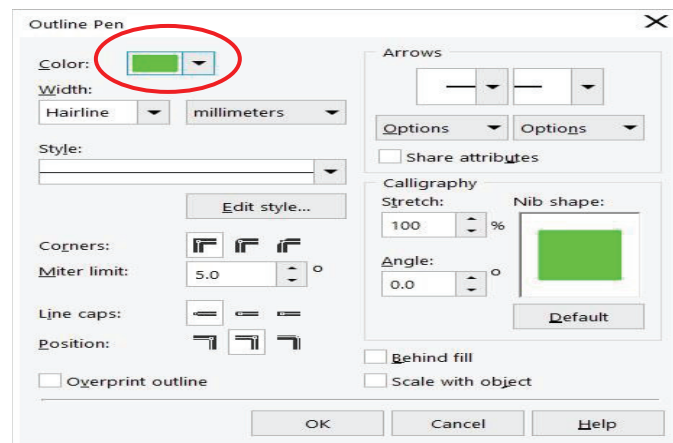 Outline Pen
Color:
Width:
Hairline millimeters
Style:
Edit style...
Corners:
Miter limit: 5.0 °
Line caps:
Position:
Overprint outline
Arrows
Options Options
Share attributes
Calligraphy
Stretch: Nib shape:
100 %
Angle:
0.0 °
Default
Behind fill
Scale with object
OK Cancel Help